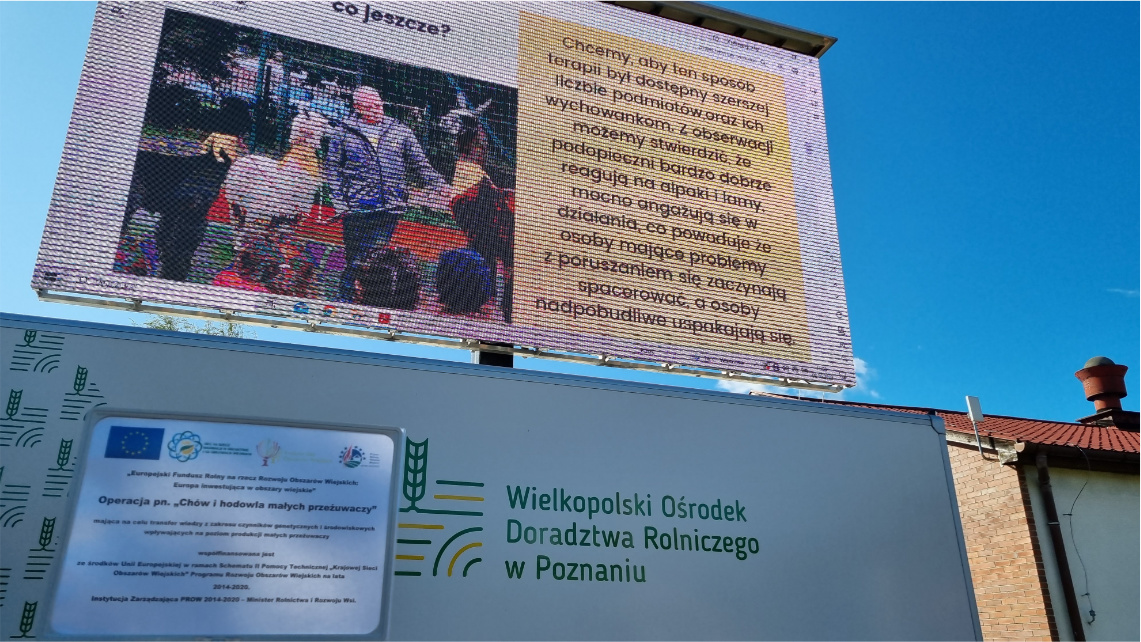 co jeszcze?
Chcemy, aby ten sposób
terapii był dostępny szerszej
liczbie podmiotów oraz ich
wychowankom. Z obserwacji
możemy stwierdzić, że
podopieczni bardzo dobrze
reagują na alpaki i lamy,
mocno angażują się w
działania, co powoduje że
osoby mające problemy
z poruszaniem się zaczynają
spacerować, a osoby
nadpobudliwe uspakajają się.
„Europejski Fundusz Rolny na rzecz Rozwoju Obszarów Wiejskich:
Europa inwestująca w obszary wiejskie”
Operacja pn. „Chów i hodowla małych przeżuwaczy”
mająca na celu transfer wiedzy z zakresu czynników genetycznych i środowiskowych
wpływających na poziom produkcji małych przeżuwaczy
współfinansowana jest
ze środków Unii Europejskiej w ramach Schematu II Pomocy Technicznej „Krajowej Sieci
Obszarów Wiejskich” Programu Rozwoju Obszarów Wiejskich na lata
2014-2020.
Instytucja Zarządzająca PROW 2014-2020 – Minister Rolnictwa i Rozwoju Wsi.
Wielkopolski Ośrodek
Doradztwa Rolniczego
w Poznaniu